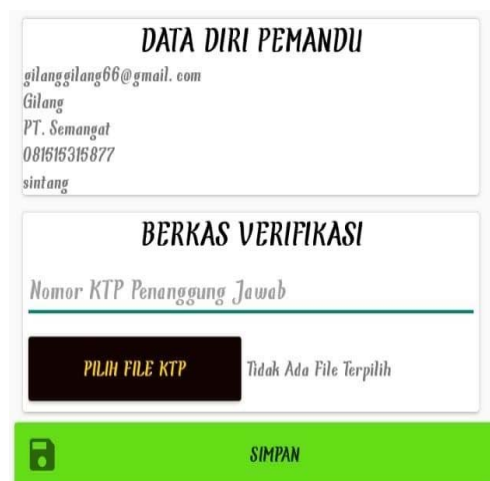 DATA DIRI PEMANDU
gilanggilang66@gmail.com
Gilang
PT. Semangat
081515315877
sintang
BERKAS VERIFIKASI
Nomor KTP Penanggung Jawab
PILIH FILE KTP Tidak Ada File Terpilih
SIMPAN